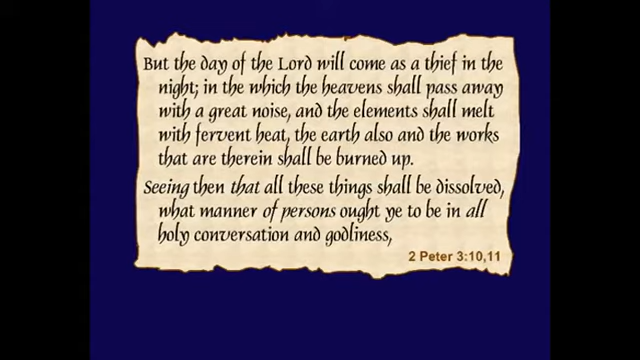 But the day of the Lord will come as a thief in the
night; in the which the heavens shall pass away
with a great noise, and the elements shall melt
with fervent heat, the earth also and the works
that are therein shall be burned up.
Seeing then that all these things shall be dissolved,
what manner of persons ought ye to be in all
holy conversation and godliness,
2 Peter 3:10,11